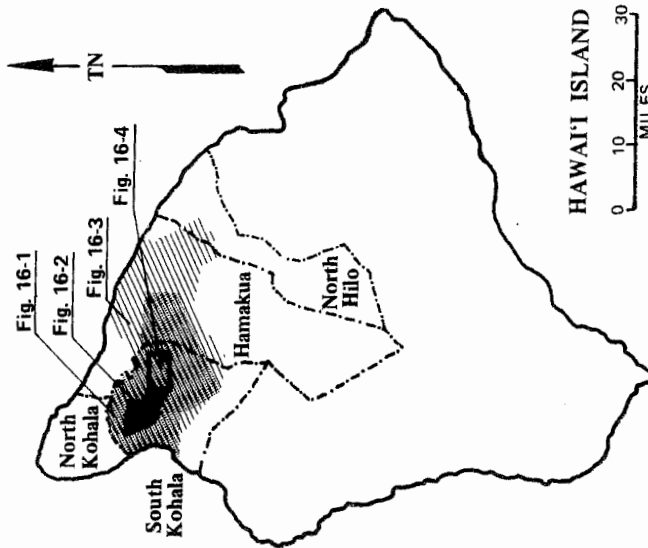 Fig. 16-1
Fig. 16-2
Fig. 16-3
Fig. 16-4
TN
North
Kohala
South
Kohala
Hamakua
North
Hilo
HAWAI'I ISLAND
0 10 20 30
MILES